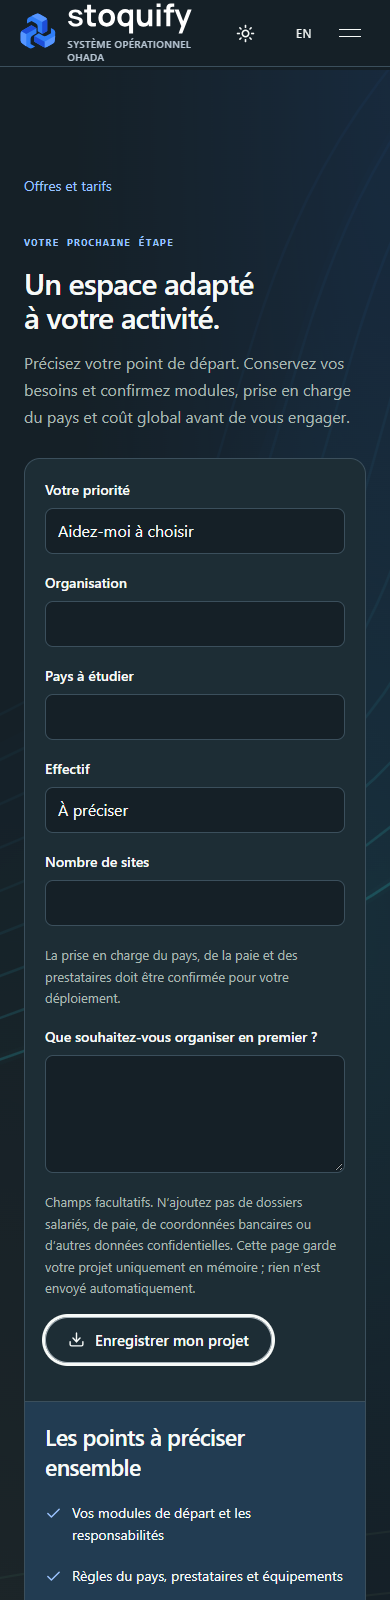 stoquify
SYSTÈME OPÉRATIONNEL
OHADA
EN
Offres et tarifs
VOTRE PROCHAINE ÉTAPE
Un espace adapté
à votre activité.
Précisez votre point de départ. Conservez vos
besoins et confirmez modules, prise en charge
du pays et coût global avant de vous engager.
Votre priorité
Aidez-moi à choisir
Organisation
Pays à étudier
Effectif
À préciser
Nombre de sites
La prise en charge du pays, de la paie et des
prestataires doit être confirmée pour votre
déploiement.
Que souhaitez-vous organiser en premier ?
Champs facultatifs. N’ajoutez pas de dossiers
salariés, de paie, de coordonnées bancaires ou
d’autres données confidentielles. Cette page garde
votre projet uniquement en mémoire ; rien n’est
envoyé automatiquement.
Enregistrer mon projet
Les points à préciser
ensemble
Vos modules de départ et les
responsabilités
Règles du pays, prestataires et équipements